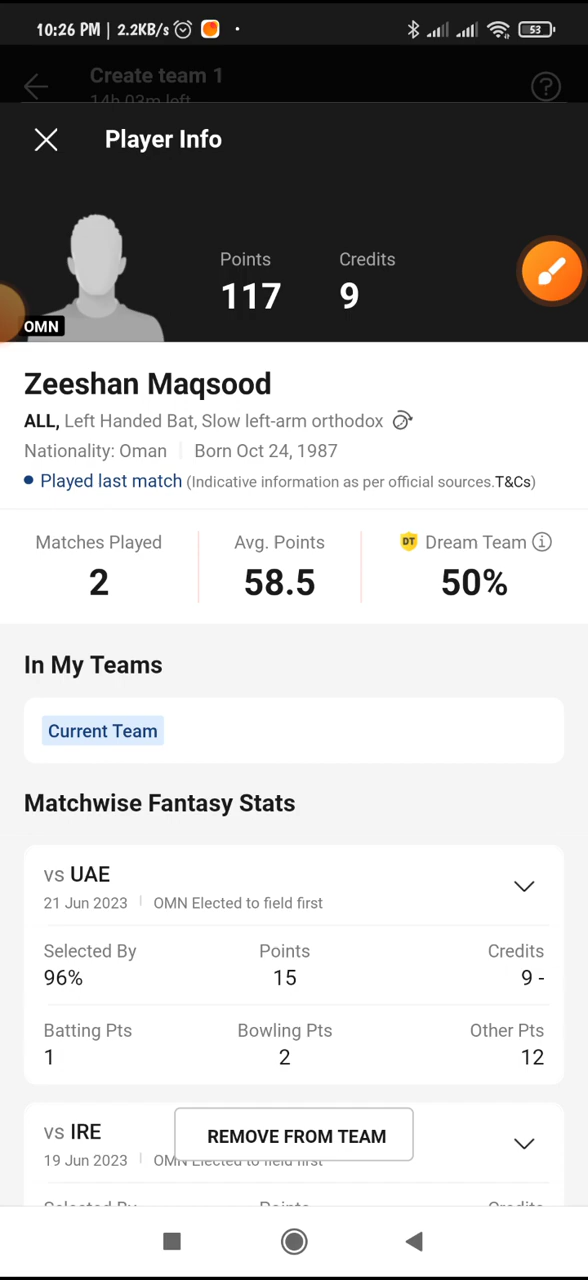 10:26 PM | 2.2KB/s
53
Create team 1
14h 03m left
?
Player Info
Points
Credits
117
9
OMN
Zeeshan Maqsood
ALL, Left Handed Bat, Slow left-arm orthodox
Nationality: Oman | Born Oct 24, 1987
• Played last match (Indicative information as per official sources.T&Cs)
Matches Played
Avg. Points
DT Dream Team i
2
58.5
50%
In My Teams
Current Team
Matchwise Fantasy Stats
vs UAE
21 Jun 2023 | OMN Elected to field first
Selected By
Points
Credits
96%
15
9 -
Batting Pts
Bowling Pts
Other Pts
1
2
12
vs IRE
REMOVE FROM TEAM
19 Jun 2023 | OMN Elected to field first
Selected By
Points
Credits